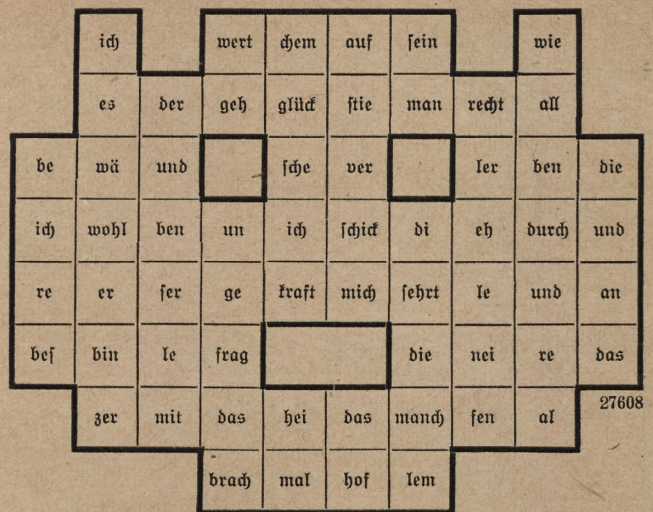 ich wert chem auf sein wie
es der geh glück stie man recht all
be wä und sche ver ler ben die
ich wohl ben un ich schick di eh durch und
re er ser ge kraft mich sehrt le und an
bes bin le frag die nei re das
27608
zer mit das hei das manch fen al
brach mal hof lem